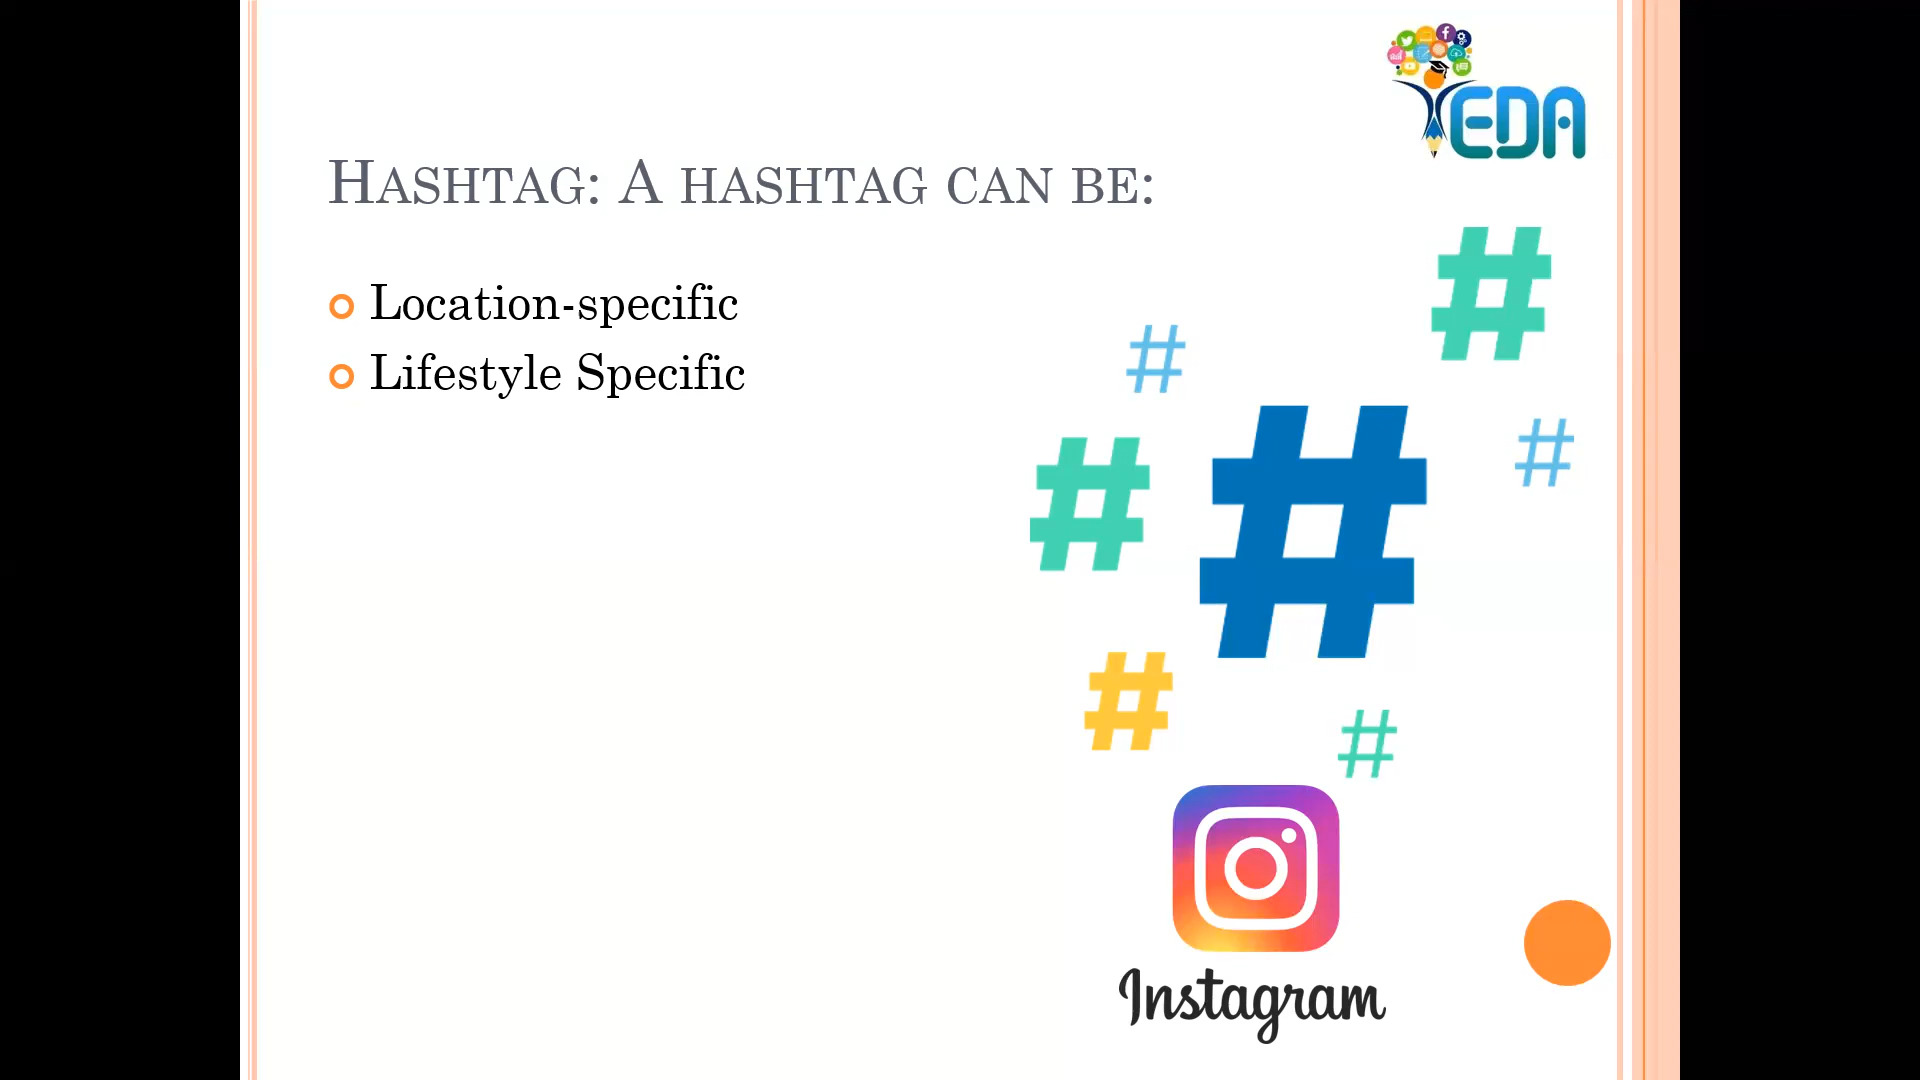 EDA
Hashtag: A hashtag can be:
Location-specific
Lifestyle Specific
#
#
#
#
#
#
#
Instagram